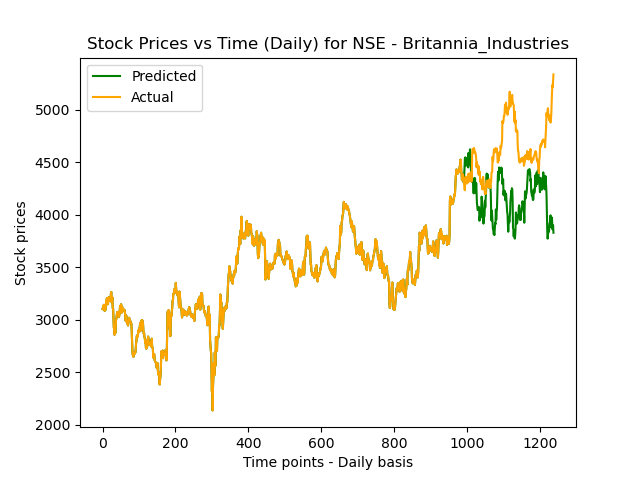 Stock Prices vs Time (Daily) for NSE - Britannia_Industries
Predicted
Actual
Stock prices
5000
4500
4000
3500
3000
2500
2000
0 200 400 600 800 1000 1200
Time points - Daily basis